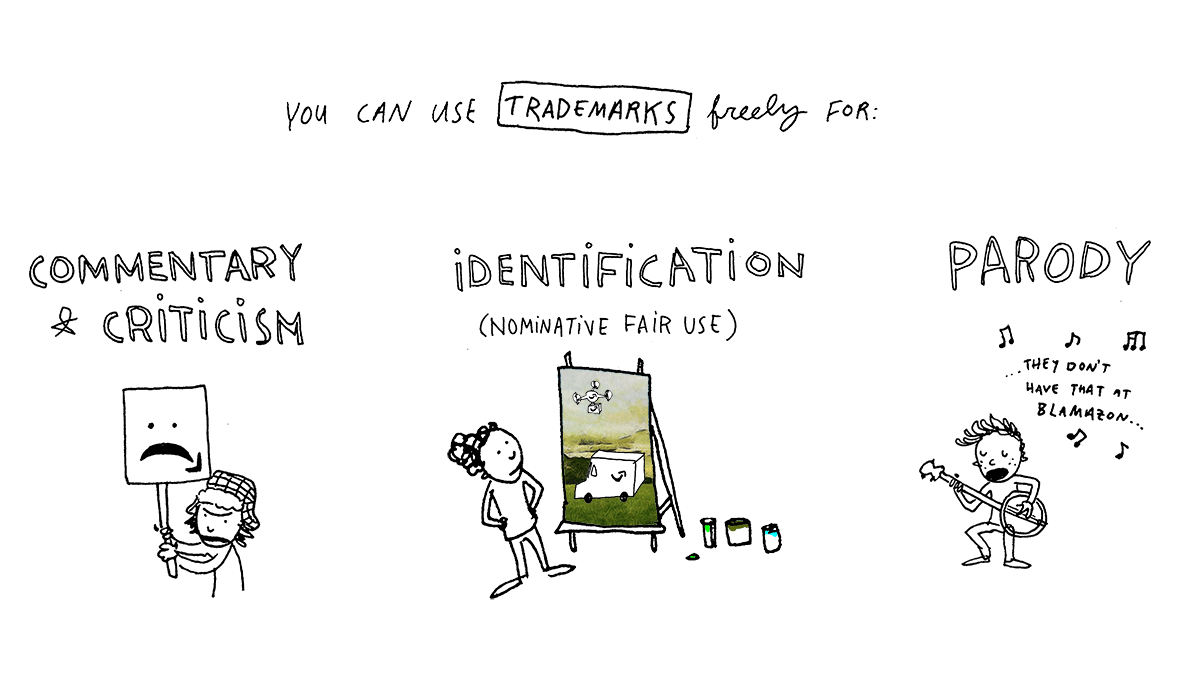 YOU CAN USE TRADEMARKS freely FOR:
COMMENTARY
& CRITICISM
iDENTiFiCATiON
(NOMINATIVE FAIR USE)
PARODY
...THEY DON'T
HAVE THAT AT
BLAMAZON...